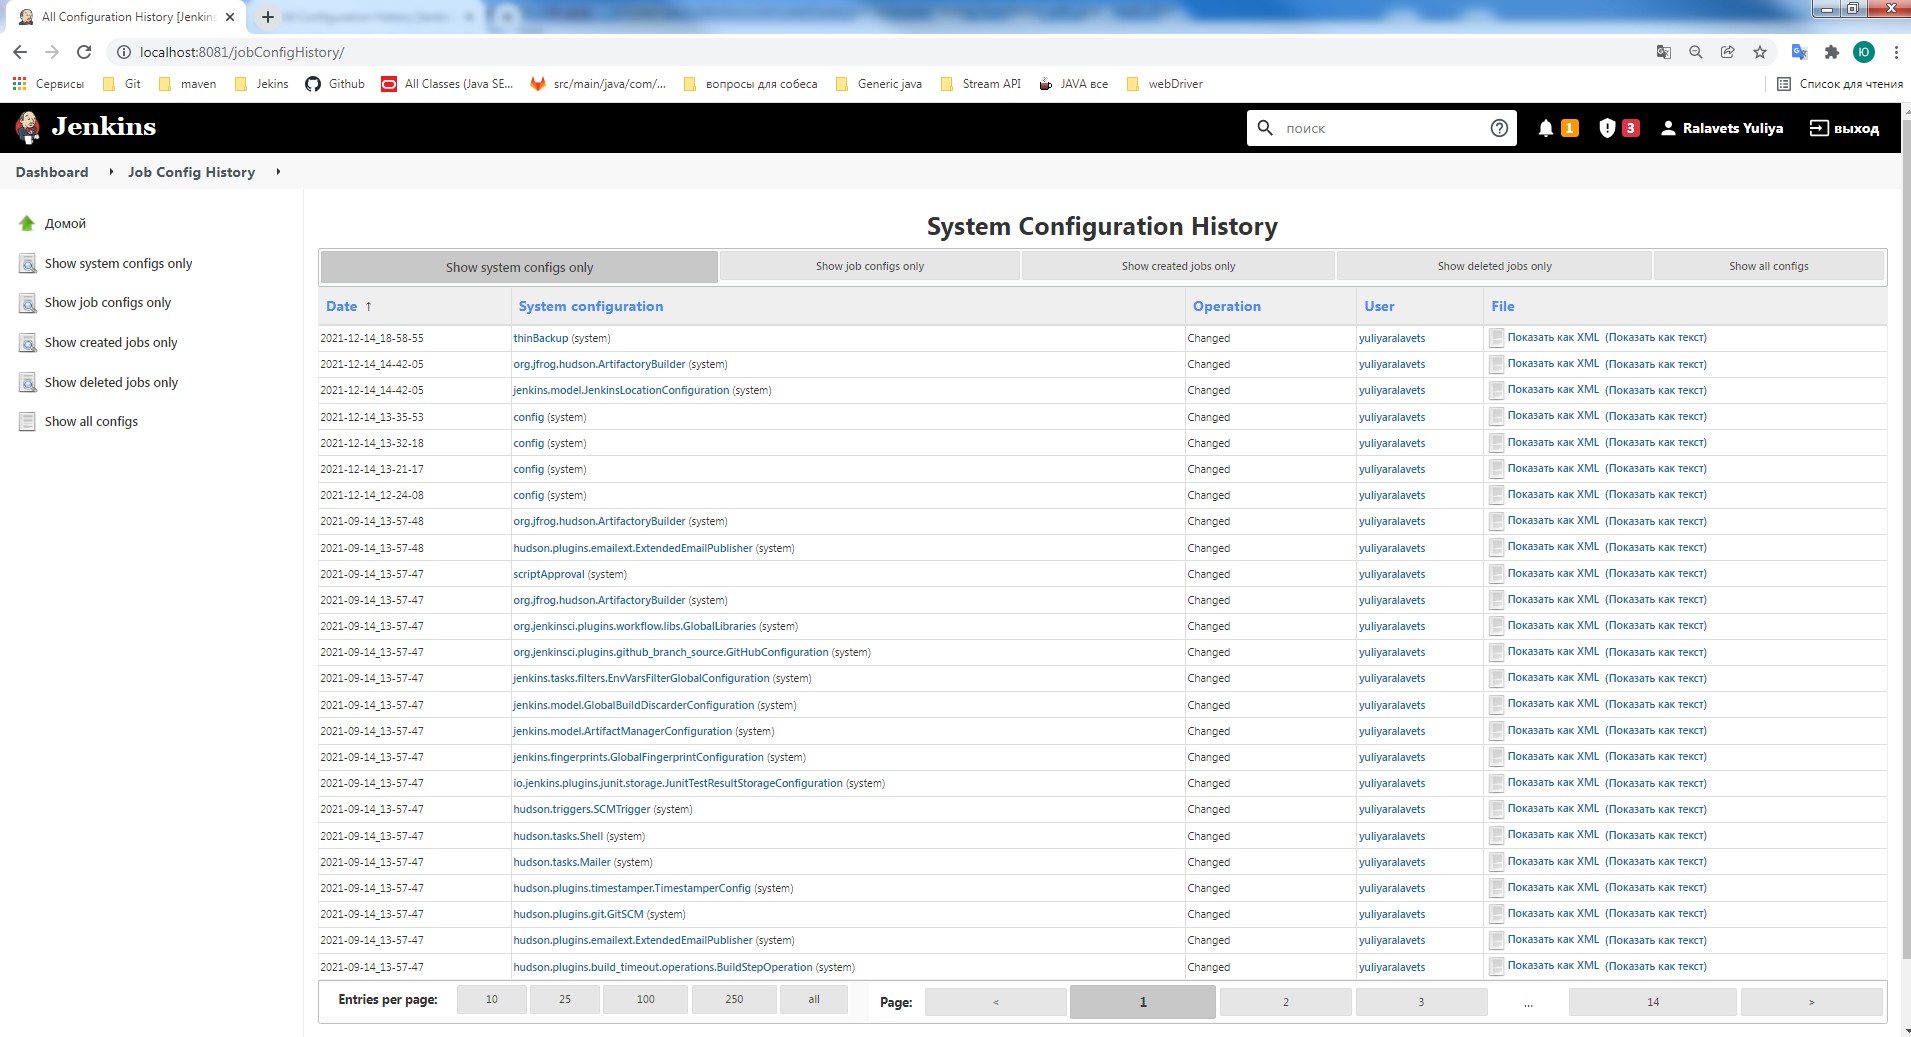 All Configuration History [Jenkins
localhost:8081/jobConfigHistory/
Ю
Сервисы Git maven Jekins Github All Classes (Java SE... src/main/java/com/... вопросы для собеса Generic java Stream API JAVA все webDriver Список для чтения
Jenkins поиск 1 3 Ralavets Yuliya выход
Dashboard Job Config History
Домой
Show system configs only
Show job configs only
Show created jobs only
Show deleted jobs only
Show all configs
System Configuration History
Show system configs only Show job configs only Show created jobs only Show deleted jobs only Show all configs
Date ↑ System configuration Operation User File
2021-12-14_18-58-55 thinBackup (system) Changed yuliyaralavets Показать как XML (Показать как текст)
2021-12-14_14-42-05 org.jfrog.hudson.ArtifactoryBuilder (system) Changed yuliyaralavets Показать как XML (Показать как текст)
2021-12-14_14-42-05 jenkins.model.JenkinsLocationConfiguration (system) Changed yuliyaralavets Показать как XML (Показать как текст)
2021-12-14_13-35-53 config (system) Changed yuliyaralavets Показать как XML (Показать как текст)
2021-12-14_13-32-18 config (system) Changed yuliyaralavets Показать как XML (Показать как текст)
2021-12-14_13-21-17 config (system) Changed yuliyaralavets Показать как XML (Показать как текст)
2021-12-14_12-24-08 config (system) Changed yuliyaralavets Показать как XML (Показать как текст)
2021-09-14_13-57-48 org.jfrog.hudson.ArtifactoryBuilder (system) Changed yuliyaralavets Показать как XML (Показать как текст)
2021-09-14_13-57-48 hudson.plugins.emailext.ExtendedEmailPublisher (system) Changed yuliyaralavets Показать как XML (Показать как текст)
2021-09-14_13-57-47 scriptApproval (system) Changed yuliyaralavets Показать как XML (Показать как текст)
2021-09-14_13-57-47 org.jfrog.hudson.ArtifactoryBuilder (system) Changed yuliyaralavets Показать как XML (Показать как текст)
2021-09-14_13-57-47 org.jenkinsci.plugins.workflow.libs.GlobalLibraries (system) Changed yuliyaralavets Показать как XML (Показать как текст)
2021-09-14_13-57-47 org.jenkinsci.plugins.github_branch_source.GitHubConfiguration (system) Changed yuliyaralavets Показать как XML (Показать как текст)
2021-09-14_13-57-47 jenkins.tasks.filters.EnvVarsFilterGlobalConfiguration (system) Changed yuliyaralavets Показать как XML (Показать как текст)
2021-09-14_13-57-47 jenkins.model.GlobalBuildDiscarderConfiguration (system) Changed yuliyaralavets Показать как XML (Показать как текст)
2021-09-14_13-57-47 jenkins.model.ArtifactManagerConfiguration (system) Changed yuliyaralavets Показать как XML (Показать как текст)
2021-09-14_13-57-47 jenkins.fingerprints.GlobalFingerprintConfiguration (system) Changed yuliyaralavets Показать как XML (Показать как текст)
2021-09-14_13-57-47 io.jenkins.plugins.junit.storage.JunitTestResultStorageConfiguration (system) Changed yuliyaralavets Показать как XML (Показать как текст)
2021-09-14_13-57-47 hudson.triggers.SCMTrigger (system) Changed yuliyaralavets Показать как XML (Показать как текст)
2021-09-14_13-57-47 hudson.tasks.Shell (system) Changed yuliyaralavets Показать как XML (Показать как текст)
2021-09-14_13-57-47 hudson.tasks.Mailer (system) Changed yuliyaralavets Показать как XML (Показать как текст)
2021-09-14_13-57-47 hudson.plugins.timestamper.TimestamperConfig (system) Changed yuliyaralavets Показать как XML (Показать как текст)
2021-09-14_13-57-47 hudson.plugins.git.GitSCM (system) Changed yuliyaralavets Показать как XML (Показать как текст)
2021-09-14_13-57-47 hudson.plugins.emailext.ExtendedEmailPublisher (system) Changed yuliyaralavets Показать как XML (Показать как текст)
2021-09-14_13-57-47 hudson.plugins.build_timeout.operations.BuildStepOperation (system) Changed yuliyaralavets Показать как XML (Показать как текст)
Entries per page: 10 25 100 250 all Page: < 1 2 3 ... 14 >